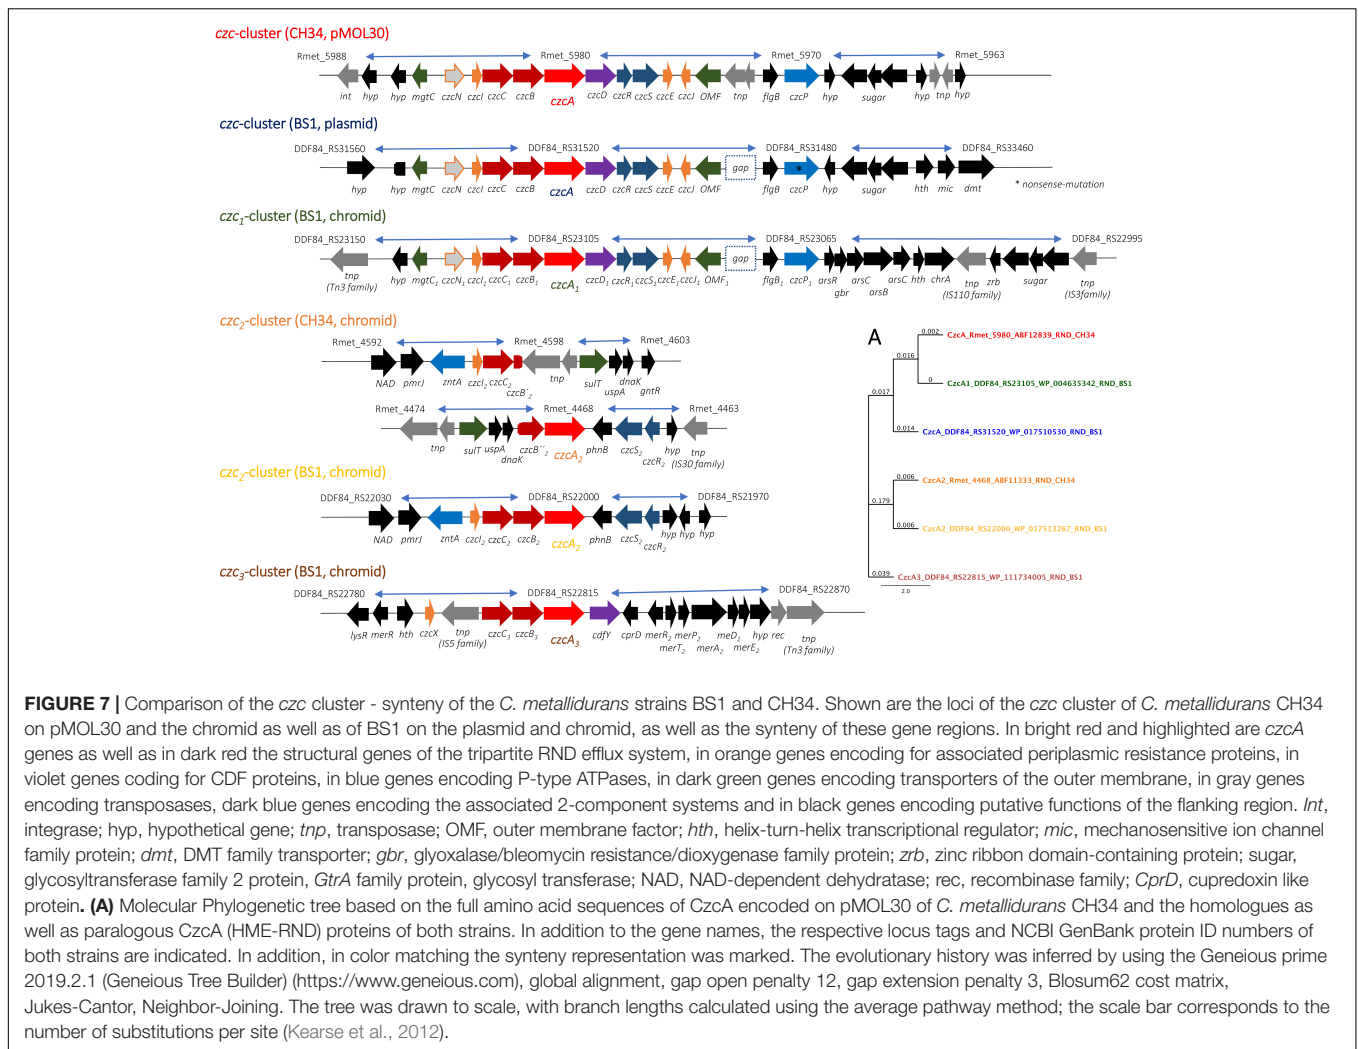 czc-cluster (CH34, pMOL30)
Rmet_5988 Rmet_5980 Rmet_5970 Rmet_5963
int hyp hyp mgtC czcN czcI czcC czcB czcA czcD czcR czcS czcE czcJ OMF tnp flgB czcP hyp sugar hyp tnp hyp
czc-cluster (BS1, plasmid)
DDF84_RS31560 DDF84_RS31520 DDF84_RS31480 DDF84_RS33460
gap *
hyp hyp mgtC czcN czcI czcC czcB czcA czcD czcR czcS czcE czcJ OMF flgB czcP hyp sugar hth mic dmt
* nonsense-mutation
czc1-cluster (BS1, chromid)
DDF84_RS23150 DDF84_RS23105 DDF84_RS23065 DDF84_RS22995
gap
tnp (Tn3 family) hyp mgtC1 czcN1 czcI1 czcC1 czcB1 czcA1 czcD1 czcR1 czcS1 czcE1 czcJ1 OMF1 flgB1 czcP1 arsR gbr arsC arsB arsC hth chrA tnp (IS110 family) zrb sugar tnp (IS3family)
czc2-cluster (CH34, chromid)
Rmet_4592 Rmet_4598 Rmet_4603
NAD pmrJ zntA czcI2 czcC2 czcB´2 tnp sulT uspA dnaK gntR
Rmet_4474 Rmet_4468 Rmet_4463
tnp sulT uspA dnaK czcB´´2 czcA2 phnB czcS2 czcR2 hyp tnp (IS30 family)
czc2-cluster (BS1, chromid)
DDF84_RS22030 DDF84_RS22000 DDF84_RS21970
NAD pmrJ zntA czcI2 czcC2 czcB2 czcA2 phnB czcS2 czcR2 hyp hyp hyp
czc3-cluster (BS1, chromid)
DDF84_RS22780 DDF84_RS22815 DDF84_RS22870
lysR merR hth czcX tnp (IS5 family) czcC3 czcB3 czcA3 cdfY cprD merR2 merT2 merP2 merA2 meD2 merE2 hyp rec tnp (Tn3 family)
A
0.002 CzcA_Rmet_5980_ABF12839_RND_CH34
0.016
0 CzcA1_DDF84_RS23105_WP_004635342_RND_BS1
0.017
0.014 CzcA_DDF84_RS31520_WP_017510530_RND_BS1
0.006 CzcA2_Rmet_4468_ABF11333_RND_CH34
0.179
0.006 CzcA2_DDF84_RS22000_WP_017513267_RND_BS1
0.039 CzcA3_DDF84_RS22815_WP_111734005_RND_BS1
2.0
FIGURE 7 | Comparison of the czc cluster - synteny of the C. metallidurans strains BS1 and CH34. Shown are the loci of the czc cluster of C. metallidurans CH34
on pMOL30 and the chromid as well as of BS1 on the plasmid and chromid, as well as the synteny of these gene regions. In bright red and highlighted are czcA
genes as well as in dark red the structural genes of the tripartite RND efflux system, in orange genes encoding for associated periplasmic resistance proteins, in
violet genes coding for CDF proteins, in blue genes encoding P-type ATPases, in dark green genes encoding transporters of the outer membrane, in gray genes
encoding transposases, dark blue genes encoding the associated 2-component systems and in black genes encoding putative functions of the flanking region. Int,
integrase; hyp, hypothetical gene; tnp, transposase; OMF, outer membrane factor; hth, helix-turn-helix transcriptional regulator; mic, mechanosensitive ion channel
family protein; dmt, DMT family transporter; gbr, glyoxalase/bleomycin resistance/dioxygenase family protein; zrb, zinc ribbon domain-containing protein; sugar,
glycosyltransferase family 2 protein, GtrA family protein, glycosyl transferase; NAD, NAD-dependent dehydratase; rec, recombinase family; CprD, cupredoxin like
protein. (A) Molecular Phylogenetic tree based on the full amino acid sequences of CzcA encoded on pMOL30 of C. metallidurans CH34 and the homologues as
well as paralogous CzcA (HME-RND) proteins of both strains. In addition to the gene names, the respective locus tags and NCBI GenBank protein ID numbers of
both strains are indicated. In addition, in color matching the synteny representation was marked. The evolutionary history was inferred by using the Geneious prime
2019.2.1 (Geneious Tree Builder) (https://www.geneious.com), global alignment, gap open penalty 12, gap extension penalty 3, Blosum62 cost matrix,
Jukes-Cantor, Neighbor-Joining. The tree was drawn to scale, with branch lengths calculated using the average pathway method; the scale bar corresponds to the
number of substitutions per site (Kearse et al., 2012).